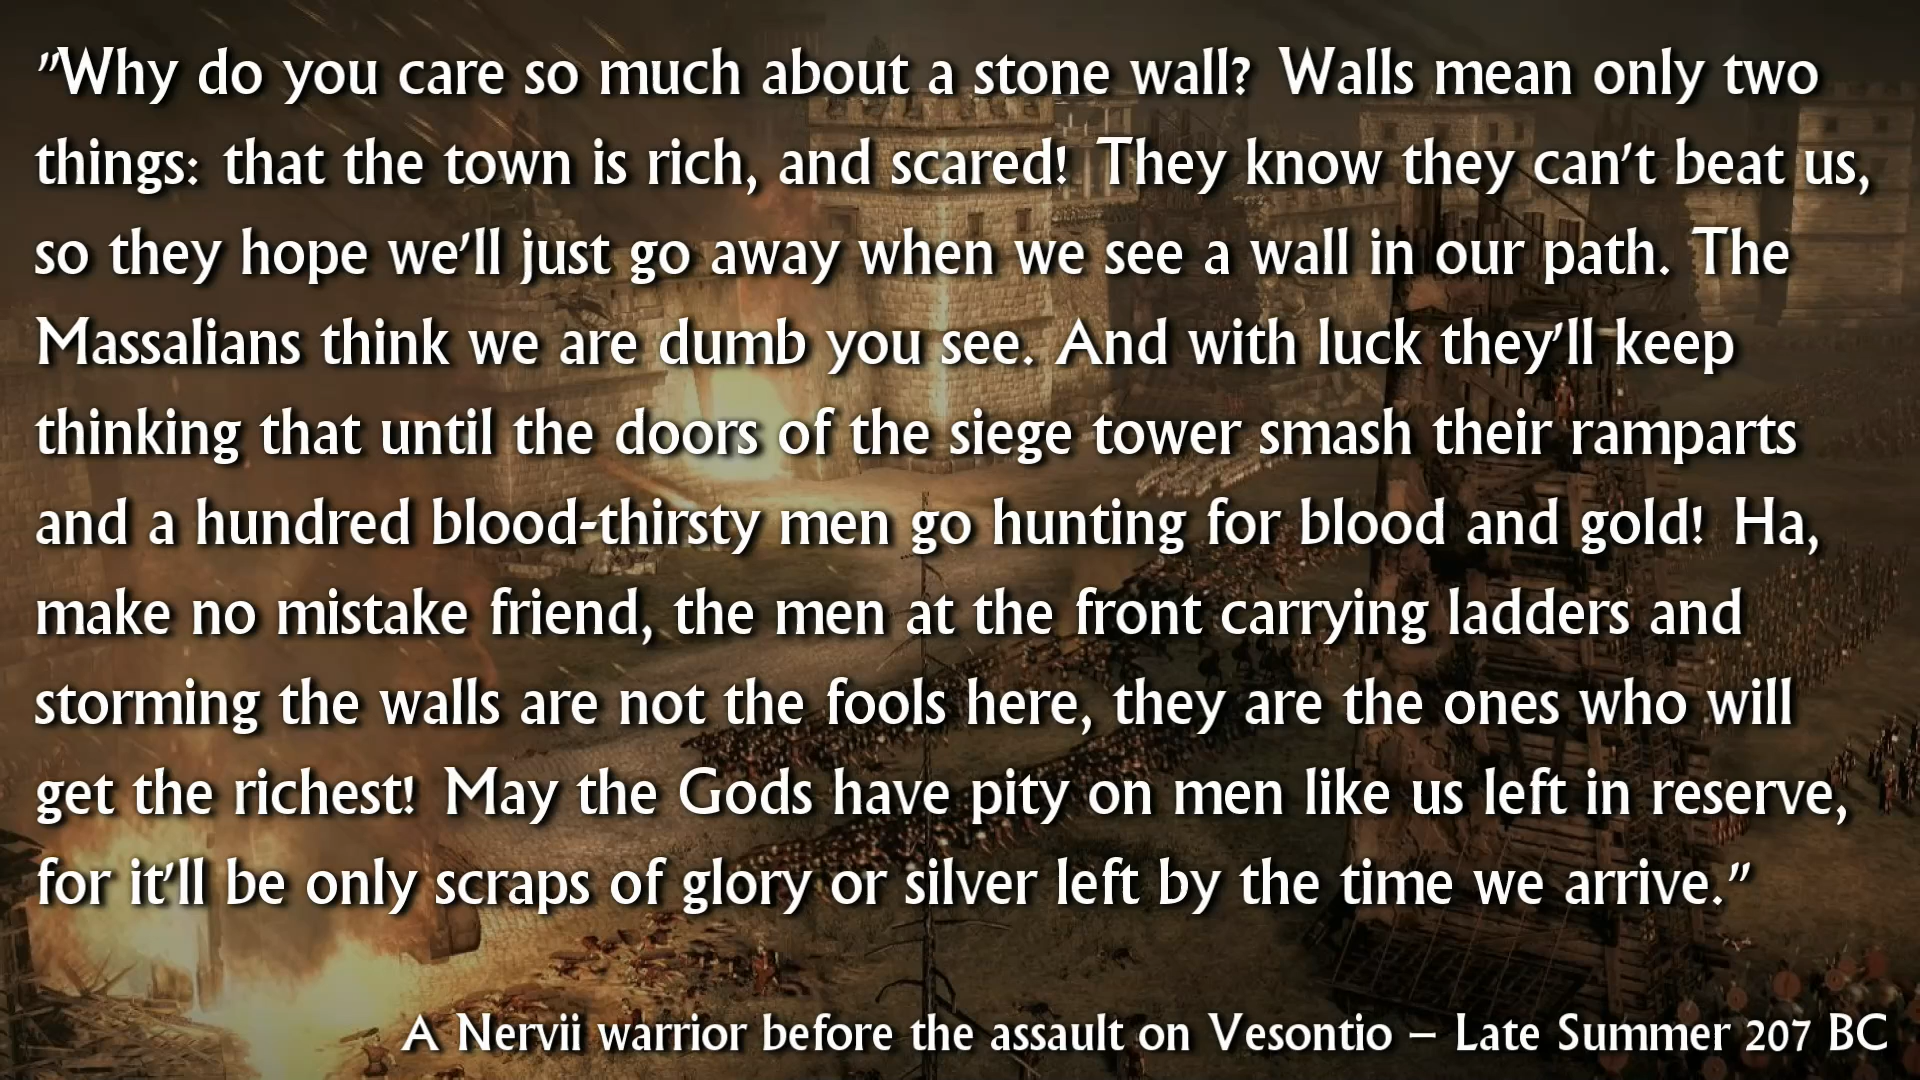 "Why do you care so much about a stone wall? Walls mean only two
things: that the town is rich, and scared! They know they can't beat us,
so they hope we'll just go away when we see a wall in our path. The
Massalians think we are dumb you see. And with luck they'll keep
thinking that until the doors of the siege tower smash their ramparts
and a hundred blood-thirsty men go hunting for blood and gold! Ha,
make no mistake friend, the men at the front carrying ladders and
storming the walls are not the fools here, they are the ones who will
get the richest! May the Gods have pity on men like us left in reserve,
for it'll be only scraps of glory or silver left by the time we arrive."
A Nervii warrior before the assault on Vesontio – Late Summer 207 BC